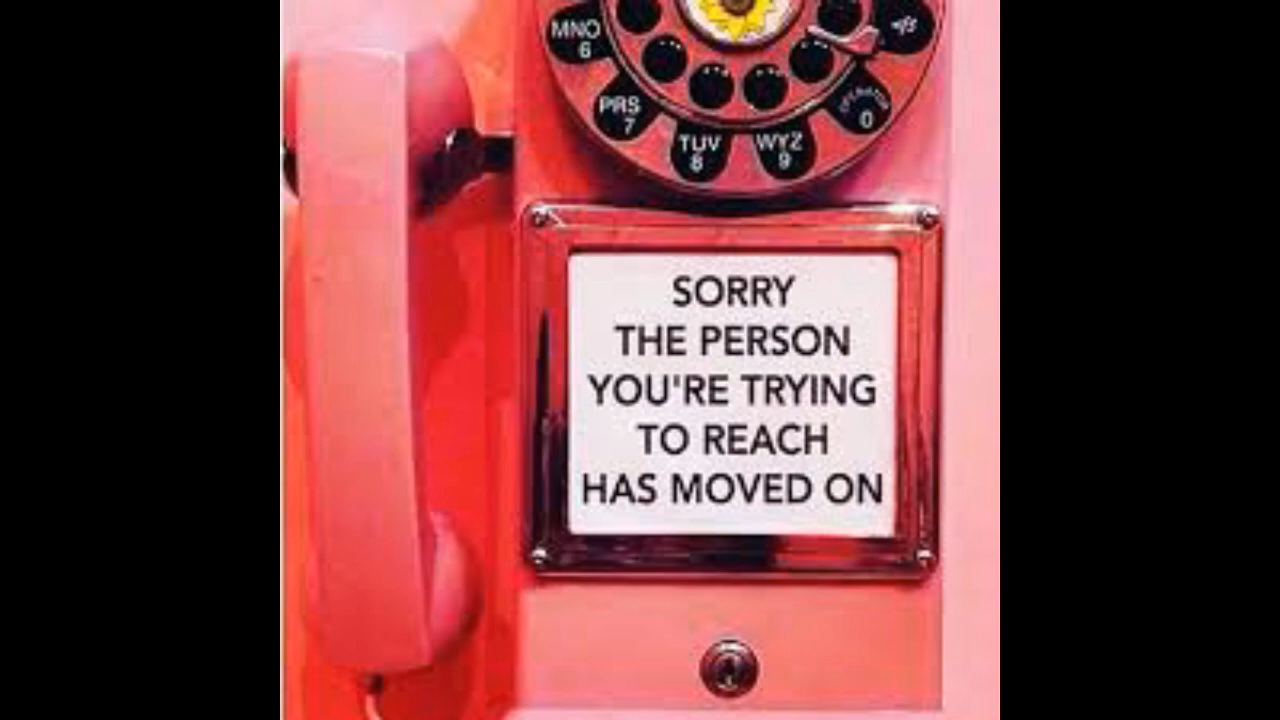 MNO
6
PRS
7
TUV
8
WYZ
9
OPERATOR
0
SORRY
THE PERSON
YOU'RE TRYING
TO REACH
HAS MOVED ON